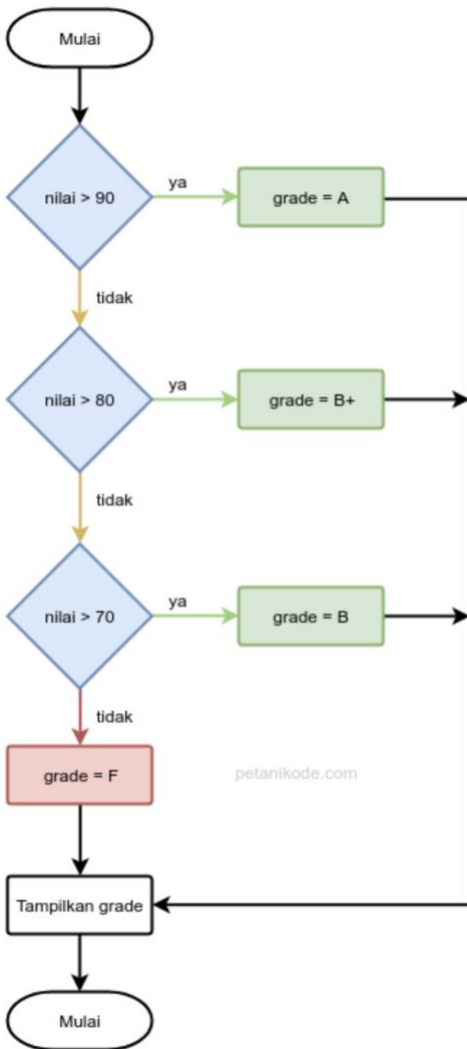 Mulai
nilai > 90
ya
grade = A
tidak
nilai > 80
ya
grade = B+
tidak
nilai > 70
ya
grade = B
tidak
grade = F
petanikode.com
Tampilkan grade
Mulai